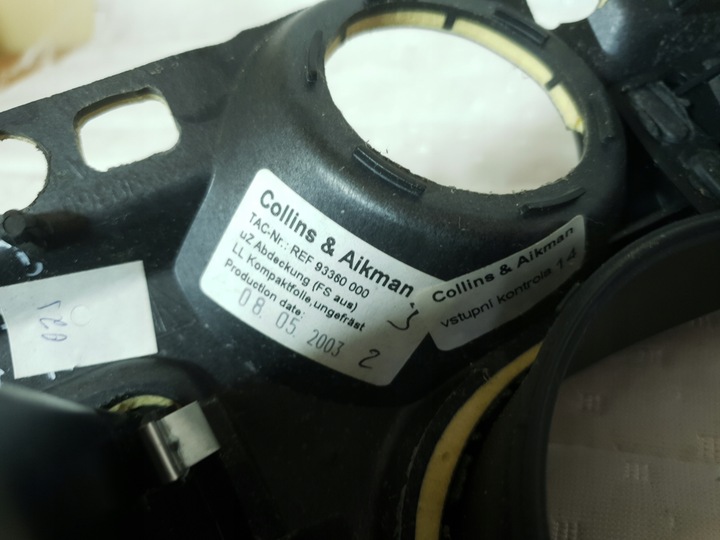 Collins & Aikman
TAC-Nr.: REF 93360 000
uZ Abdeckung (FS aus)
LL Kompaktfolie,ungefräst
Production date:
08. 05. 2003 2
Collins & Aikman
vstupní kontrola 14